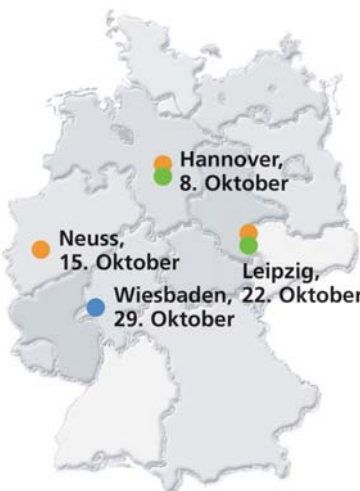 Hannover,
8. Oktober
Neuss,
15. Oktober
Leipzig,
22. Oktober
Wiesbaden,
29. Oktober